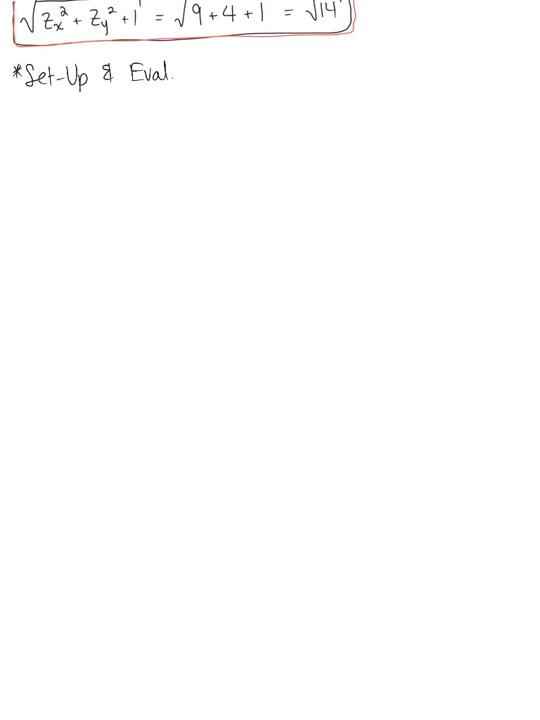 √(z_x² + z_y² + 1) = √(9 + 4 + 1) = √14
*Set-Up & Eval.